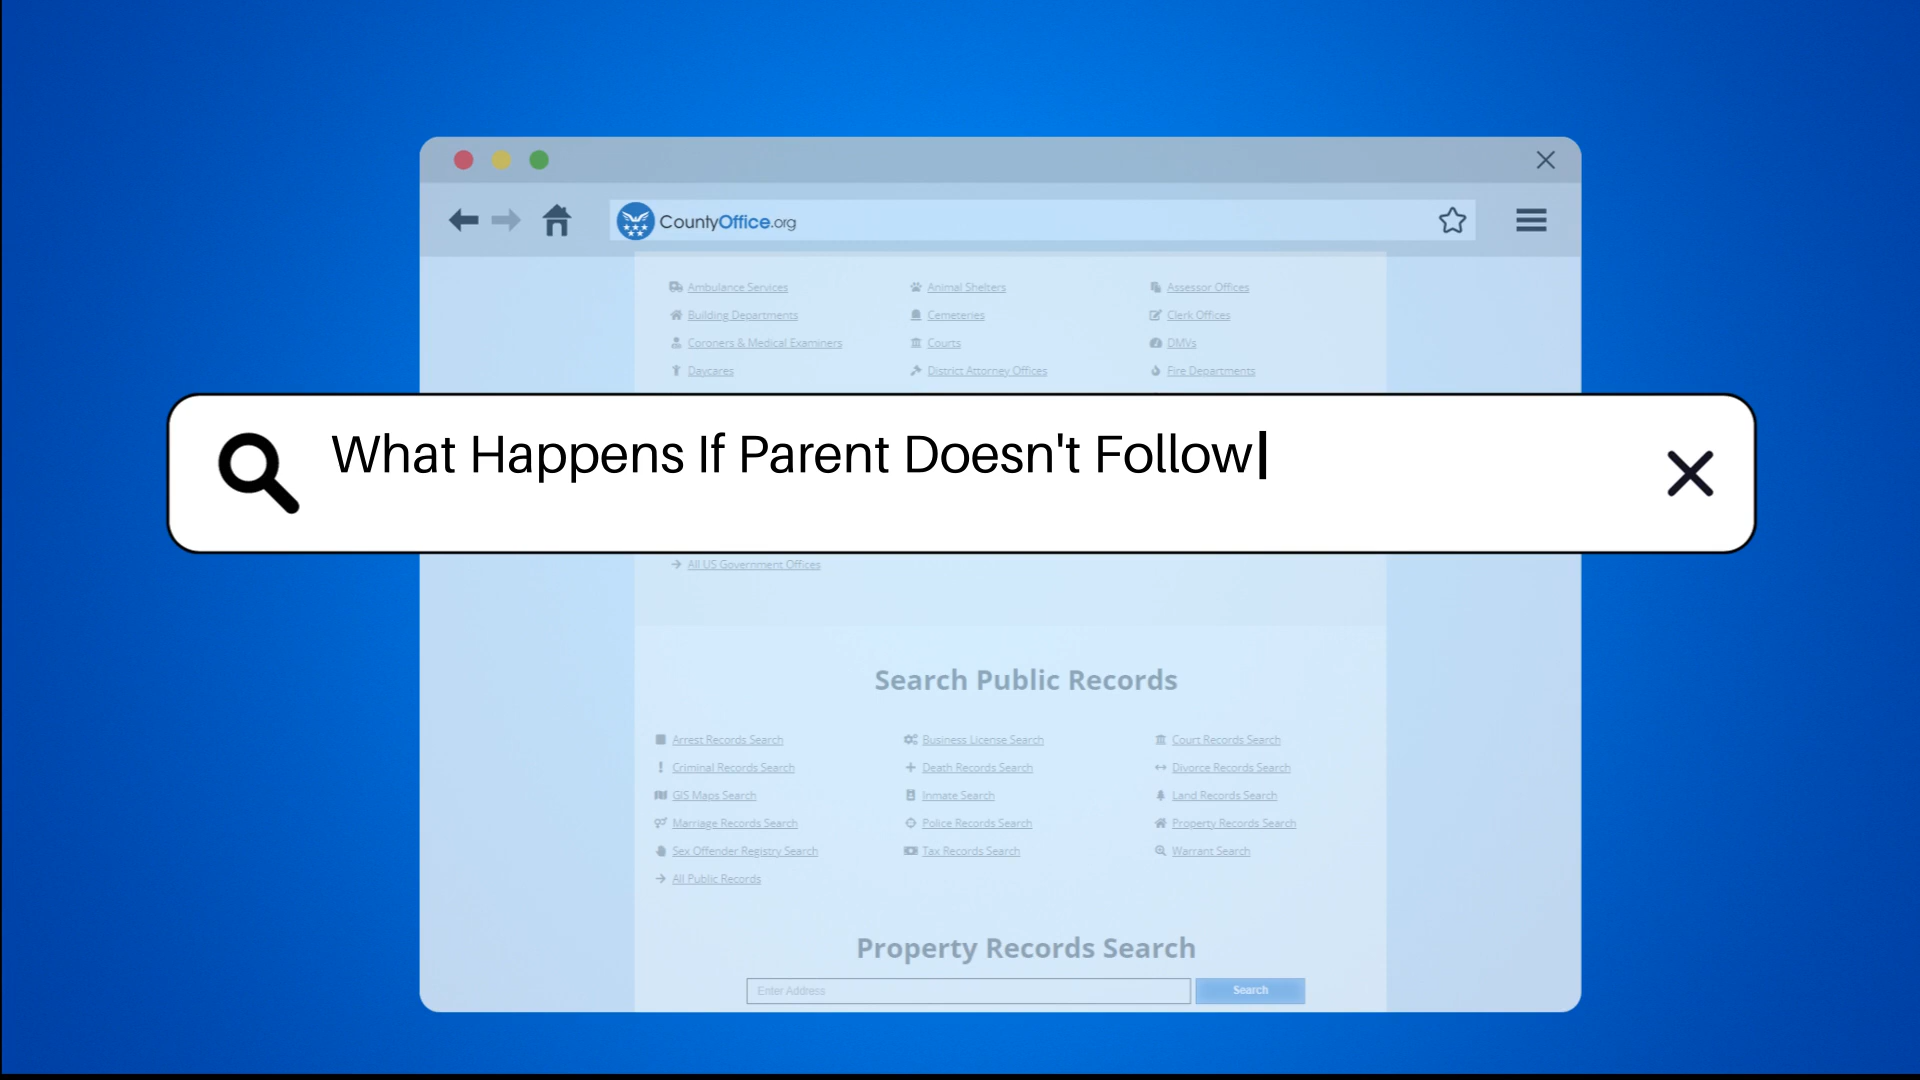 CountyOffice.org
Ambulance Services Animal Shelters Assessor Offices
Building Departments Cemeteries Clerk Offices
Coroners & Medical Examiners Courts DMVs
Daycares District Attorney Offices Fire Departments
What Happens If Parent Doesn't Follow
All US Government Offices
Search Public Records
Arrest Records Search Business License Search Court Records Search
Criminal Records Search Death Records Search Divorce Records Search
GIS Maps Search Inmate Search Land Records Search
Marriage Records Search Police Records Search Property Records Search
Sex Offender Registry Search Tax Records Search Warrant Search
All Public Records
Property Records Search
Enter Address Search